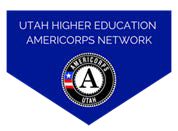 UTAH HIGHER EDUCATION
AMERICORPS NETWORK
AMERICORPS
A
UTAH